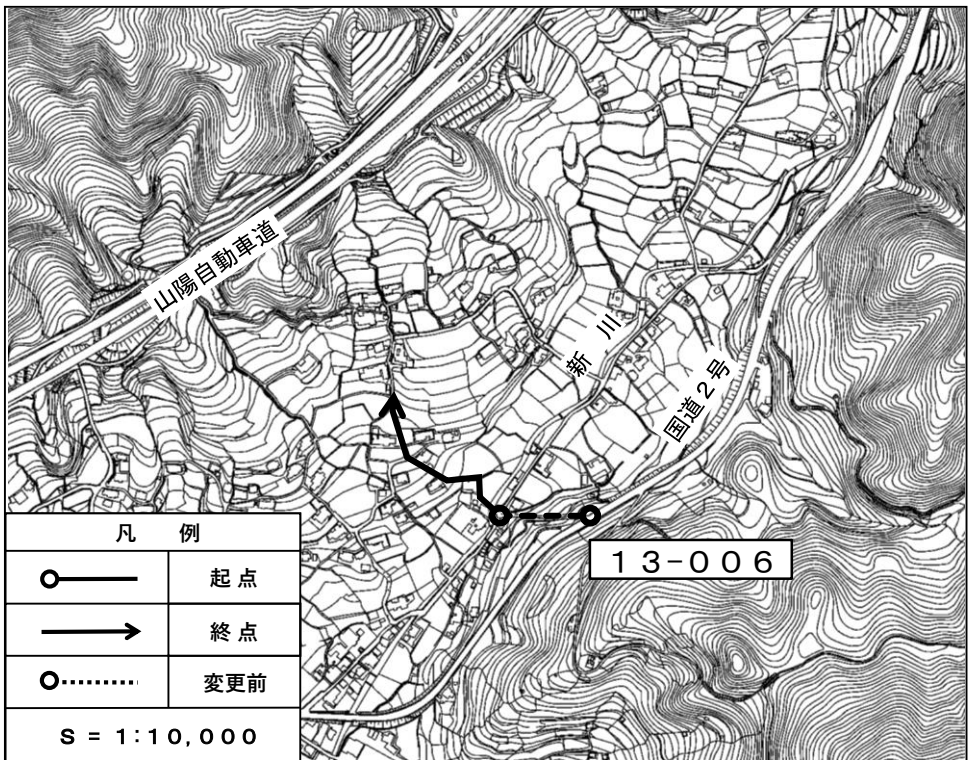 山陽自動車道
新川
国道2号
13-006
凡 例
起点
終点
変更前
S = 1:10,000